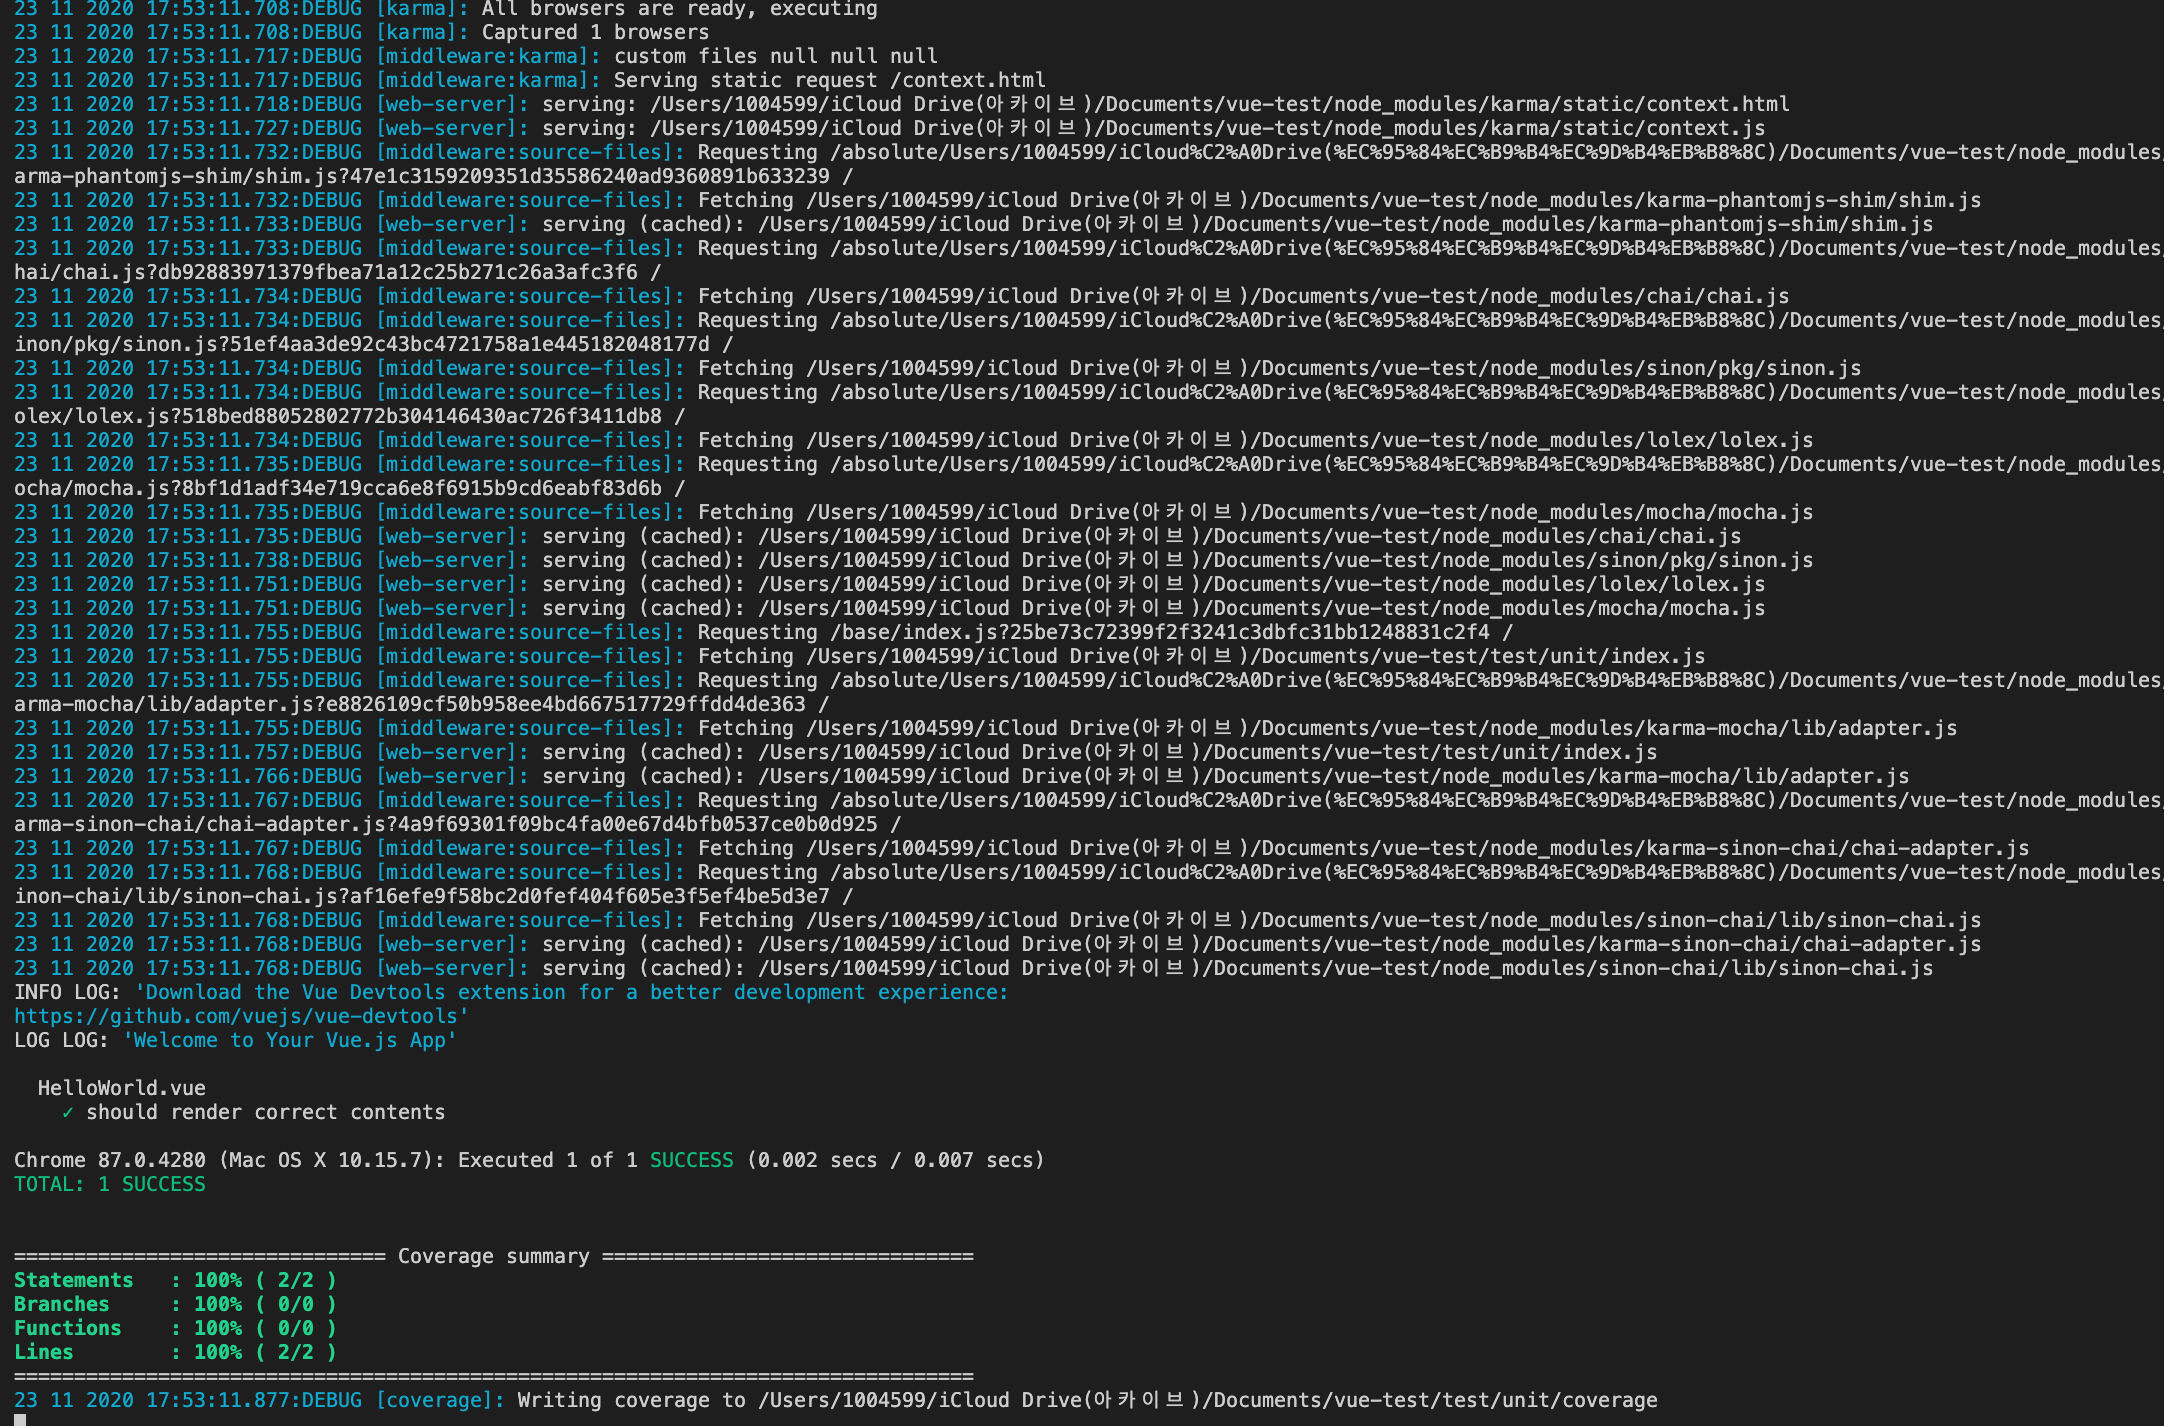 23 11 2020 17:53:11.708:DEBUG [karma]: All browsers are ready, executing
23 11 2020 17:53:11.708:DEBUG [karma]: Captured 1 browsers
23 11 2020 17:53:11.717:DEBUG [middleware:karma]: custom files null null null
23 11 2020 17:53:11.717:DEBUG [middleware:karma]: Serving static request /context.html
23 11 2020 17:53:11.718:DEBUG [web-server]: serving: /Users/1004599/iCloud Drive(아카이브)/Documents/vue-test/node_modules/karma/static/context.html
23 11 2020 17:53:11.727:DEBUG [web-server]: serving: /Users/1004599/iCloud Drive(아카이브)/Documents/vue-test/node_modules/karma/static/context.js
23 11 2020 17:53:11.732:DEBUG [middleware:source-files]: Requesting /absolute/Users/1004599/iCloud%C2%A0Drive(%EC%95%84%EC%B9%B4%EC%9D%B4%EB%B8%8C)/Documents/vue-test/node_modules/
arma-phantomjs-shim/shim.js?47e1c3159209351d35586240ad9360891b633239 /
23 11 2020 17:53:11.732:DEBUG [middleware:source-files]: Fetching /Users/1004599/iCloud Drive(아카이브)/Documents/vue-test/node_modules/karma-phantomjs-shim/shim.js
23 11 2020 17:53:11.733:DEBUG [web-server]: serving (cached): /Users/1004599/iCloud Drive(아카이브)/Documents/vue-test/node_modules/karma-phantomjs-shim/shim.js
23 11 2020 17:53:11.733:DEBUG [middleware:source-files]: Requesting /absolute/Users/1004599/iCloud%C2%A0Drive(%EC%95%84%EC%B9%B4%EC%9D%B4%EB%B8%8C)/Documents/vue-test/node_modules/
hai/chai.js?db92883971379fbea71a12c25b271c26a3afc3f6 /
23 11 2020 17:53:11.734:DEBUG [middleware:source-files]: Fetching /Users/1004599/iCloud Drive(아카이브)/Documents/vue-test/node_modules/chai/chai.js
23 11 2020 17:53:11.734:DEBUG [middleware:source-files]: Requesting /absolute/Users/1004599/iCloud%C2%A0Drive(%EC%95%84%EC%B9%B4%EC%9D%B4%EB%B8%8C)/Documents/vue-test/node_modules/
inon/pkg/sinon.js?51ef4aa3de92c43bc4721758a1e445182048177d /
23 11 2020 17:53:11.734:DEBUG [middleware:source-files]: Fetching /Users/1004599/iCloud Drive(아카이브)/Documents/vue-test/node_modules/sinon/pkg/sinon.js
23 11 2020 17:53:11.734:DEBUG [middleware:source-files]: Requesting /absolute/Users/1004599/iCloud%C2%A0Drive(%EC%95%84%EC%B9%B4%EC%9D%B4%EB%B8%8C)/Documents/vue-test/node_modules/
olex/lolex.js?518bed88052802772b304146430ac726f3411db8 /
23 11 2020 17:53:11.734:DEBUG [middleware:source-files]: Fetching /Users/1004599/iCloud Drive(아카이브)/Documents/vue-test/node_modules/lolex/lolex.js
23 11 2020 17:53:11.735:DEBUG [middleware:source-files]: Requesting /absolute/Users/1004599/iCloud%C2%A0Drive(%EC%95%84%EC%B9%B4%EC%9D%B4%EB%B8%8C)/Documents/vue-test/node_modules/
ocha/mocha.js?8bf1d1adf34e719cca6e8f6915b9cd6eabf83d6b /
23 11 2020 17:53:11.735:DEBUG [middleware:source-files]: Fetching /Users/1004599/iCloud Drive(아카이브)/Documents/vue-test/node_modules/mocha/mocha.js
23 11 2020 17:53:11.735:DEBUG [web-server]: serving (cached): /Users/1004599/iCloud Drive(아카이브)/Documents/vue-test/node_modules/chai/chai.js
23 11 2020 17:53:11.738:DEBUG [web-server]: serving (cached): /Users/1004599/iCloud Drive(아카이브)/Documents/vue-test/node_modules/sinon/pkg/sinon.js
23 11 2020 17:53:11.751:DEBUG [web-server]: serving (cached): /Users/1004599/iCloud Drive(아카이브)/Documents/vue-test/node_modules/lolex/lolex.js
23 11 2020 17:53:11.751:DEBUG [web-server]: serving (cached): /Users/1004599/iCloud Drive(아카이브)/Documents/vue-test/node_modules/mocha/mocha.js
23 11 2020 17:53:11.755:DEBUG [middleware:source-files]: Requesting /base/index.js?25be73c72399f2f3241c3dbfc31bb1248831c2f4 /
23 11 2020 17:53:11.755:DEBUG [middleware:source-files]: Fetching /Users/1004599/iCloud Drive(아카이브)/Documents/vue-test/test/unit/index.js
23 11 2020 17:53:11.755:DEBUG [middleware:source-files]: Requesting /absolute/Users/1004599/iCloud%C2%A0Drive(%EC%95%84%EC%B9%B4%EC%9D%B4%EB%B8%8C)/Documents/vue-test/node_modules/
arma-mocha/lib/adapter.js?e8826109cf50b958ee4bd667517729ffdd4de363 /
23 11 2020 17:53:11.755:DEBUG [middleware:source-files]: Fetching /Users/1004599/iCloud Drive(아카이브)/Documents/vue-test/node_modules/karma-mocha/lib/adapter.js
23 11 2020 17:53:11.757:DEBUG [web-server]: serving (cached): /Users/1004599/iCloud Drive(아카이브)/Documents/vue-test/test/unit/index.js
23 11 2020 17:53:11.766:DEBUG [web-server]: serving (cached): /Users/1004599/iCloud Drive(아카이브)/Documents/vue-test/node_modules/karma-mocha/lib/adapter.js
23 11 2020 17:53:11.767:DEBUG [middleware:source-files]: Requesting /absolute/Users/1004599/iCloud%C2%A0Drive(%EC%95%84%EC%B9%B4%EC%9D%B4%EB%B8%8C)/Documents/vue-test/node_modules/
arma-sinon-chai/chai-adapter.js?4a9f69301f09bc4fa00e67d4bfb0537ce0b0d925 /
23 11 2020 17:53:11.767:DEBUG [middleware:source-files]: Fetching /Users/1004599/iCloud Drive(아카이브)/Documents/vue-test/node_modules/karma-sinon-chai/chai-adapter.js
23 11 2020 17:53:11.768:DEBUG [middleware:source-files]: Requesting /absolute/Users/1004599/iCloud%C2%A0Drive(%EC%95%84%EC%B9%B4%EC%9D%B4%EB%B8%8C)/Documents/vue-test/node_modules/
inon-chai/lib/sinon-chai.js?af16efe9f58bc2d0fef404f605e3f5ef4be5d3e7 /
23 11 2020 17:53:11.768:DEBUG [middleware:source-files]: Fetching /Users/1004599/iCloud Drive(아카이브)/Documents/vue-test/node_modules/sinon-chai/lib/sinon-chai.js
23 11 2020 17:53:11.768:DEBUG [web-server]: serving (cached): /Users/1004599/iCloud Drive(아카이브)/Documents/vue-test/node_modules/karma-sinon-chai/chai-adapter.js
23 11 2020 17:53:11.768:DEBUG [web-server]: serving (cached): /Users/1004599/iCloud Drive(아카이브)/Documents/vue-test/node_modules/sinon-chai/lib/sinon-chai.js
INFO LOG: 'Download the Vue Devtools extension for a better development experience:
https://github.com/vuejs/vue-devtools'
LOG LOG: 'Welcome to Your Vue.js App'
HelloWorld.vue
✓ should render correct contents
Chrome 87.0.4280 (Mac OS X 10.15.7): Executed 1 of 1 SUCCESS (0.002 secs / 0.007 secs)
TOTAL: 1 SUCCESS
=============================== Coverage summary ===============================
Statements   : 100% ( 2/2 )
Branches     : 100% ( 0/0 )
Functions    : 100% ( 0/0 )
Lines        : 100% ( 2/2 )
================================================================================
23 11 2020 17:53:11.877:DEBUG [coverage]: Writing coverage to /Users/1004599/iCloud Drive(아카이브)/Documents/vue-test/test/unit/coverage